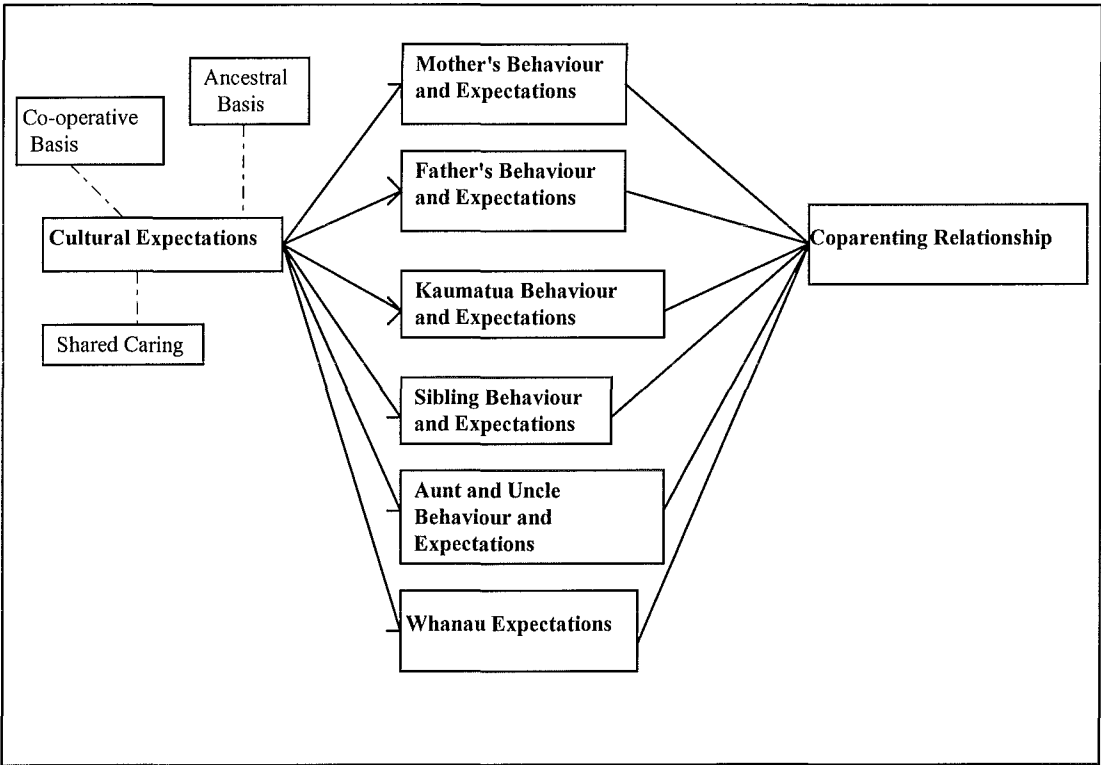 Co-operative
Basis
Ancestral
Basis
Cultural Expectations
Shared Caring
Mother's Behaviour
and Expectations
Father's Behaviour
and Expectations
Kaumatua Behaviour
and Expectations
Sibling Behaviour
and Expectations
Aunt and Uncle
Behaviour and
Expectations
Whanau Expectations
Coparenting Relationship